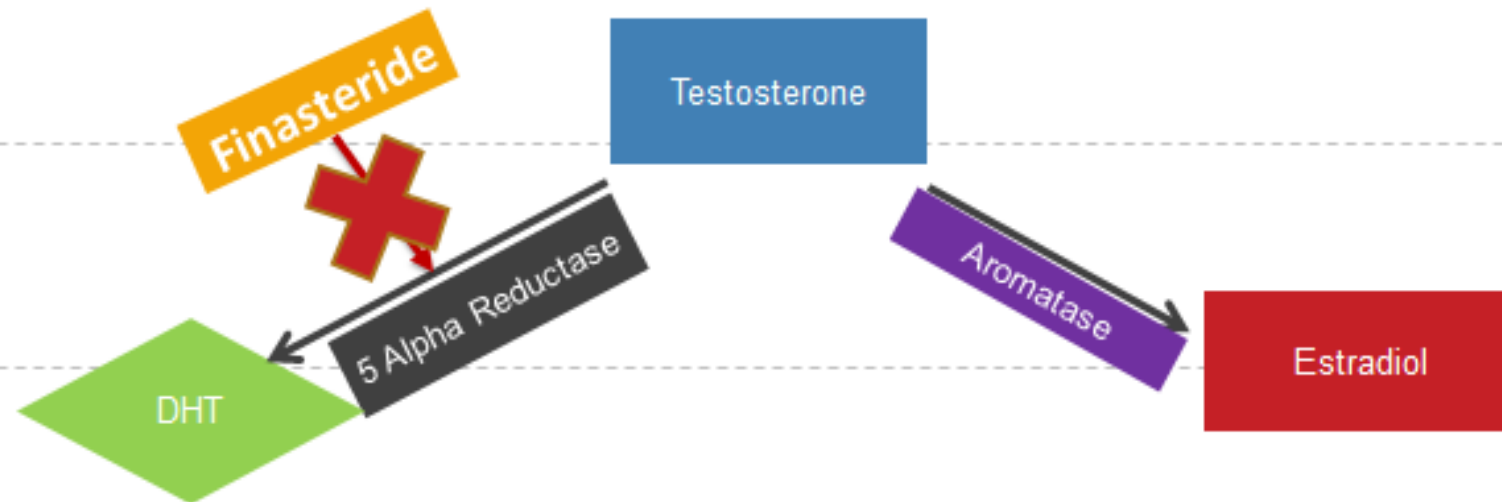 Finasteride
Testosterone
5 Alpha Reductase
Aromatase
Estradiol
DHT